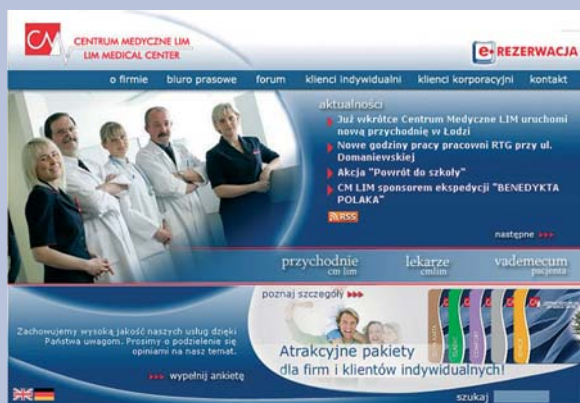 CENTRUM MEDYCZNE LIM
LIM MEDICAL CENTER
e-REZERWACJA
o firmie biuro prasowe forum klienci indywidualni klienci korporacyjni kontakt
aktualności
Już wkrótce Centrum Medyczne LIM uruchomi
nową przychodnię w Łodzi
Nowe godziny pracy pracowni RTG przy ul.
Domaniewskiej
Akcja "Powrót do szkoły"
CM LIM sponsorem ekspedycji "BENEDYKTA
POLAKA"
RSS
następne
przychodnie
cm lim
lekarze
cmlim
vademecum
pacjenta
poznaj szczegóły
Zachowujemy wysoką jakość naszych usług dzięki
Państwa uwagom. Prosimy o podzielenie się
opiniami na nasz temat.
wypełnij ankietę
Atrakcyjne pakiety
dla firm i klientów indywidualnych!
szukaj